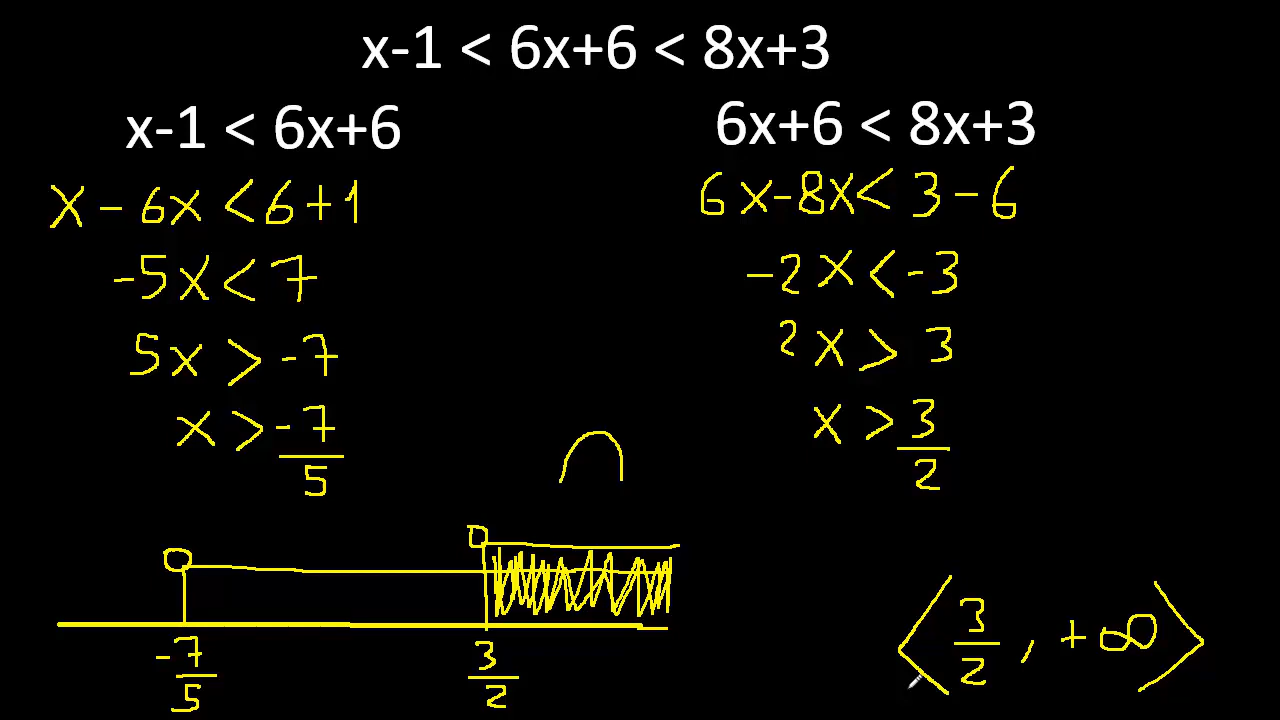 x-1 < 6x+6 < 8x+3
x-1 < 6x+6
x - 6x < 6 + 1
-5x < 7
5x > -7
x > -7/5
6x+6 < 8x+3
6x - 8x < 3 - 6
-2x < -3
2x > 3
x > 3/2
∩
-7/5
3/2
〈3/2, +∞〉